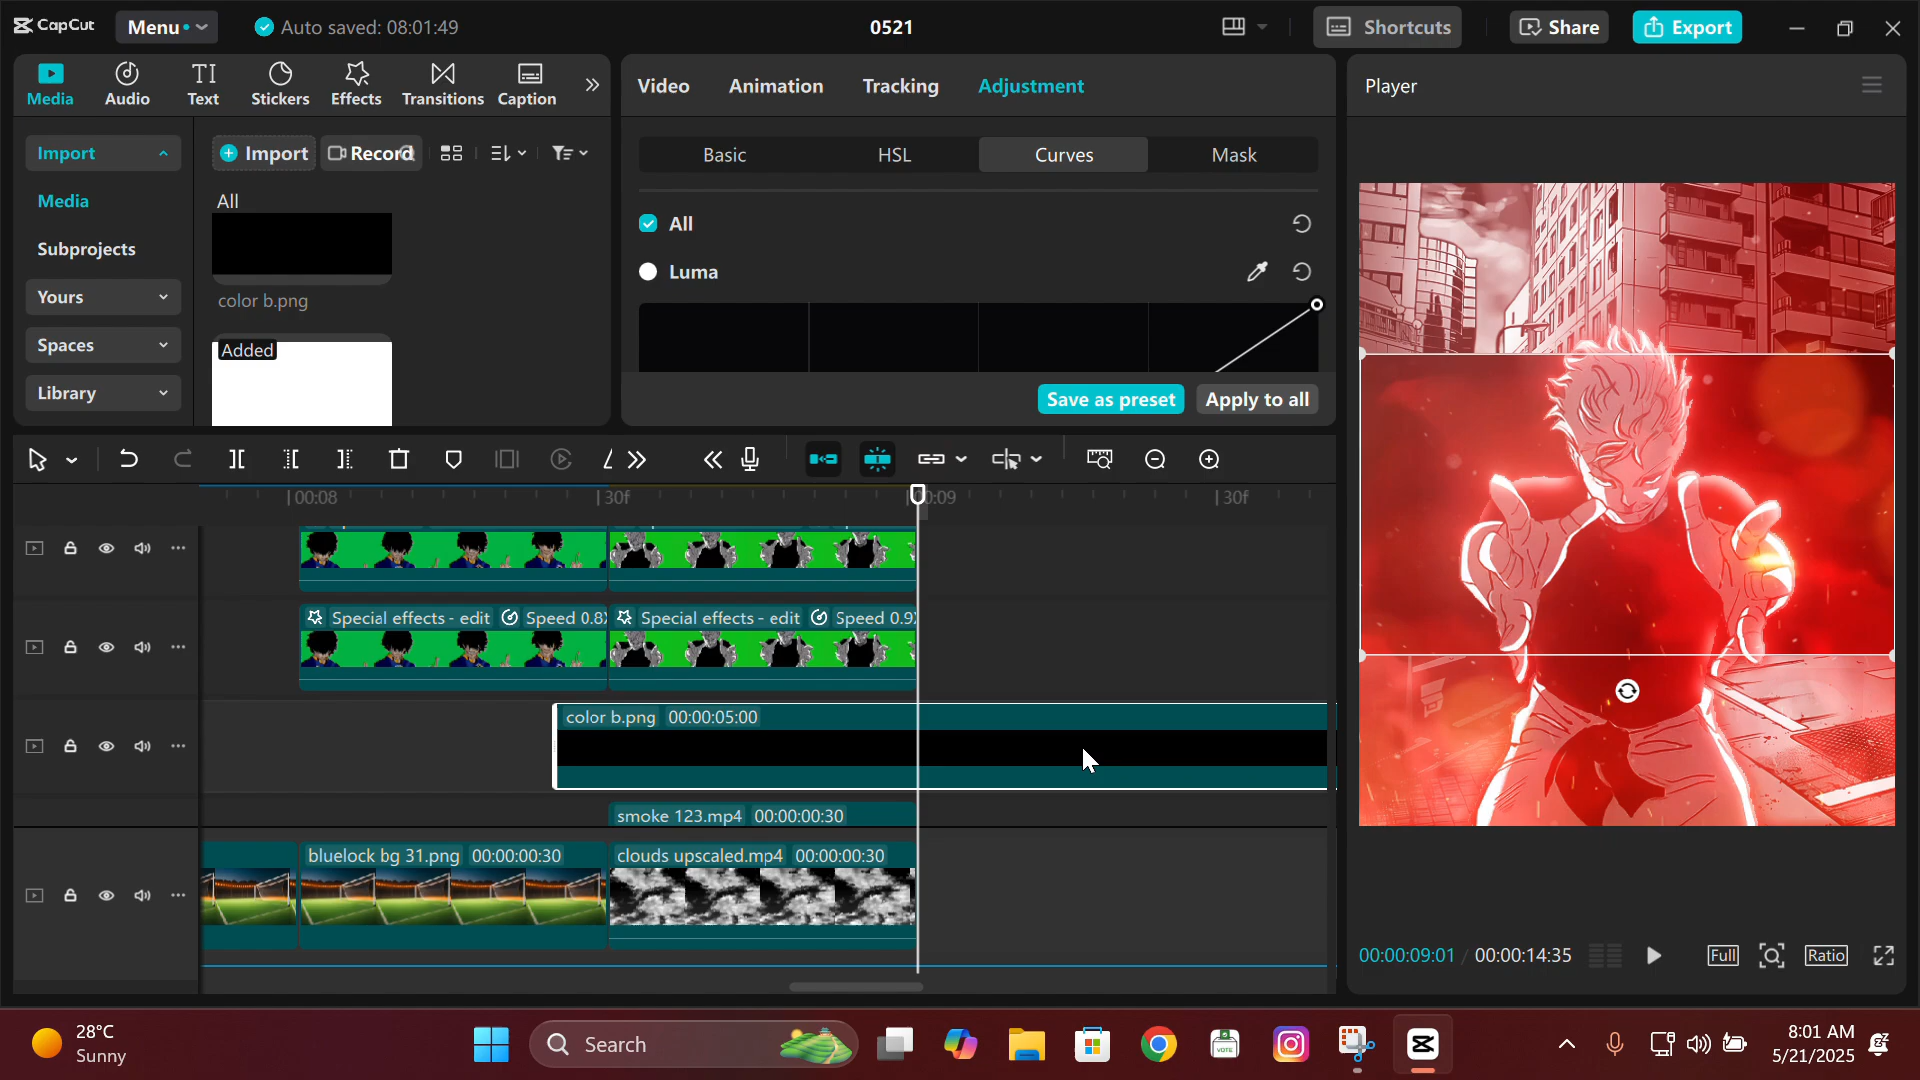 CapCut
Menu
Auto saved: 08:01:49
0521
Shortcuts
Share
Export
Media
Audio
Text
Stickers
Effects
Transitions
Caption
Import
Media
Subprojects
Yours
Spaces
Library
Import
Record
All
color b.png
Added
Video
Animation
Tracking
Adjustment
Basic
HSL
Curves
Mask
All
Luma
Save as preset
Apply to all
Player
00:08
30f
00:09
30f
Special effects - edit
Speed 0.8x
Special effects - edit
Speed 0.9x
color b.png 00:00:05:00
smoke 123.mp4 00:00:00:30
bluelock bg 31.png 00:00:00:30
clouds upscaled.mp4 00:00:00:30
00:00:09:01 / 00:00:14:35
Full
Ratio
28°C
Sunny
Search
VOTE
8:01 AM
5/21/2025